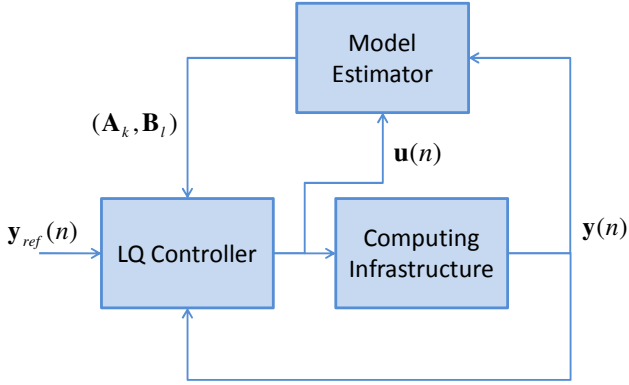 Model
Estimator
(A_k, B_l)
u(n)
y_ref(n)
LQ Controller
Computing
Infrastructure
y(n)